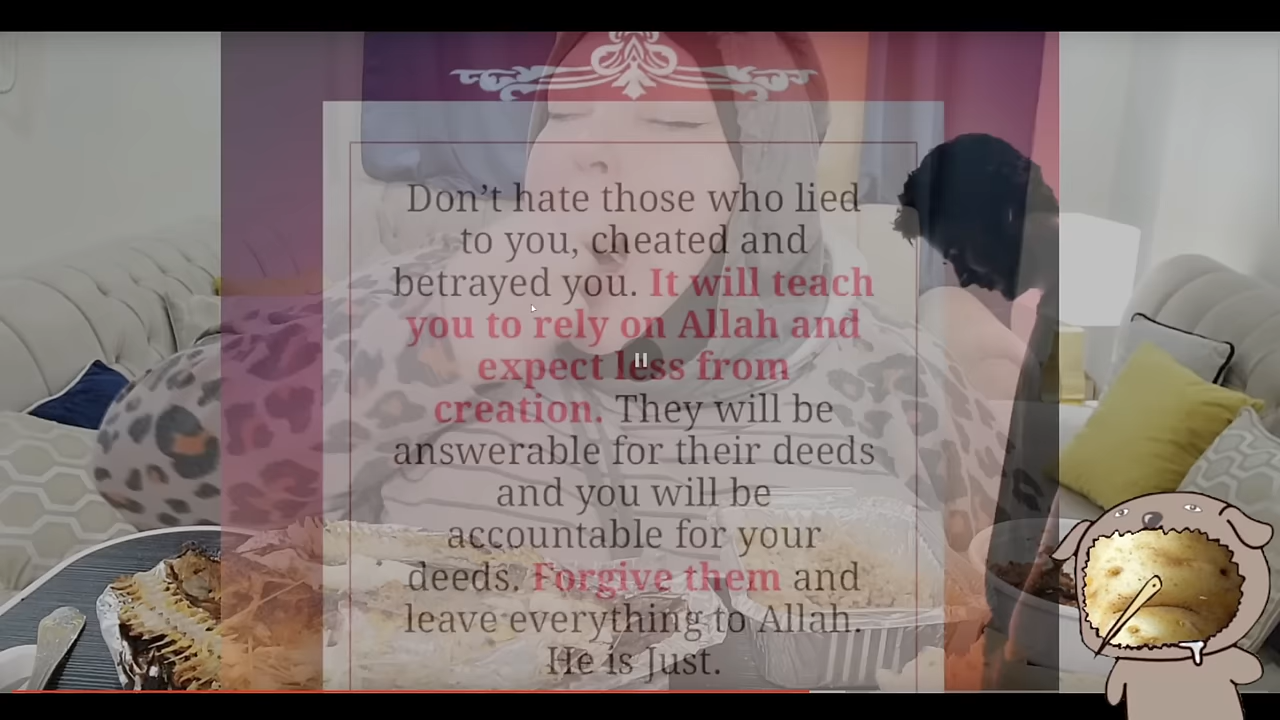 Don’t hate those who lied
to you, cheated and
betrayed you. It will teach
you to rely on Allah and
expect less from
creation. They will be
answerable for their deeds
and you will be
accountable for your
deeds. Forgive them and
leave everything to Allah.
He is Just.